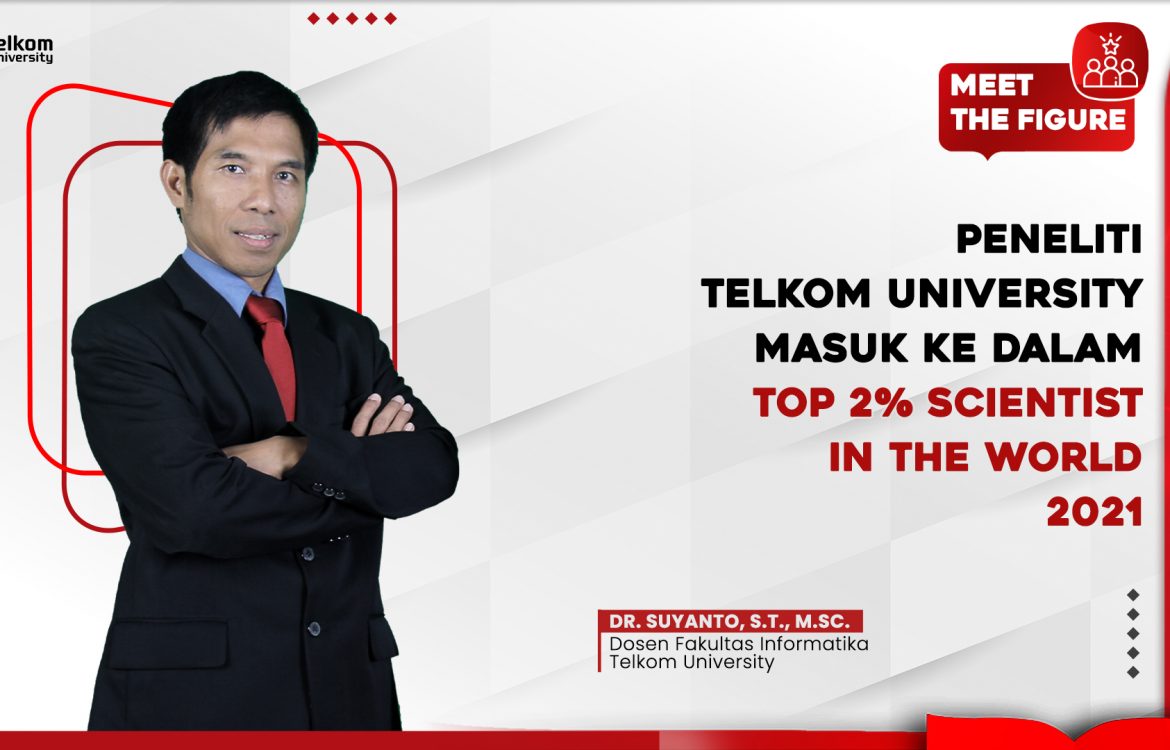 elkom
niversity
MEET
THE FIGURE
PENELITI
TELKOM UNIVERSITY
MASUK KE DALAM
TOP 2% SCIENTIST
IN THE WORLD
2021
DR. SUYANTO, S.T., M.SC.
Dosen Fakultas Informatika
Telkom University